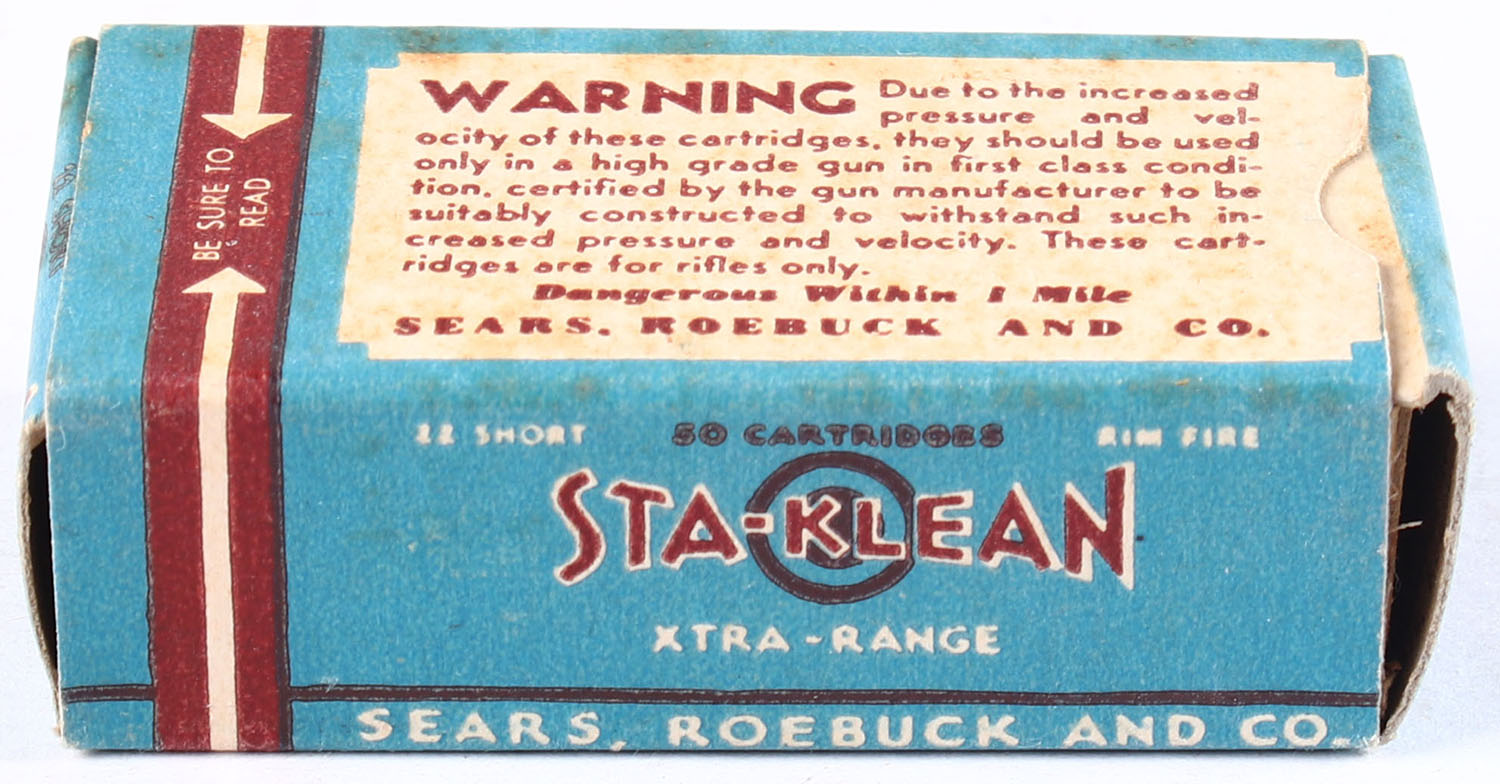 WARNING Due to the increased
pressure and vel-
ocity of these cartridges, they should be used
only in a high grade gun in first class condi-
tion, certified by the gun manufacturer to be
suitably constructed to withstand such in-
creased pressure and velocity. These cart-
ridges are for rifles only.
Dangerous Within 1 Mile
SEARS, ROEBUCK AND CO.
BE SURE TO
READ
22 SHORT 50 CARTRIDGES RIM FIRE
STA-KLEAN
XTRA-RANGE
SEARS, ROEBUCK AND CO.